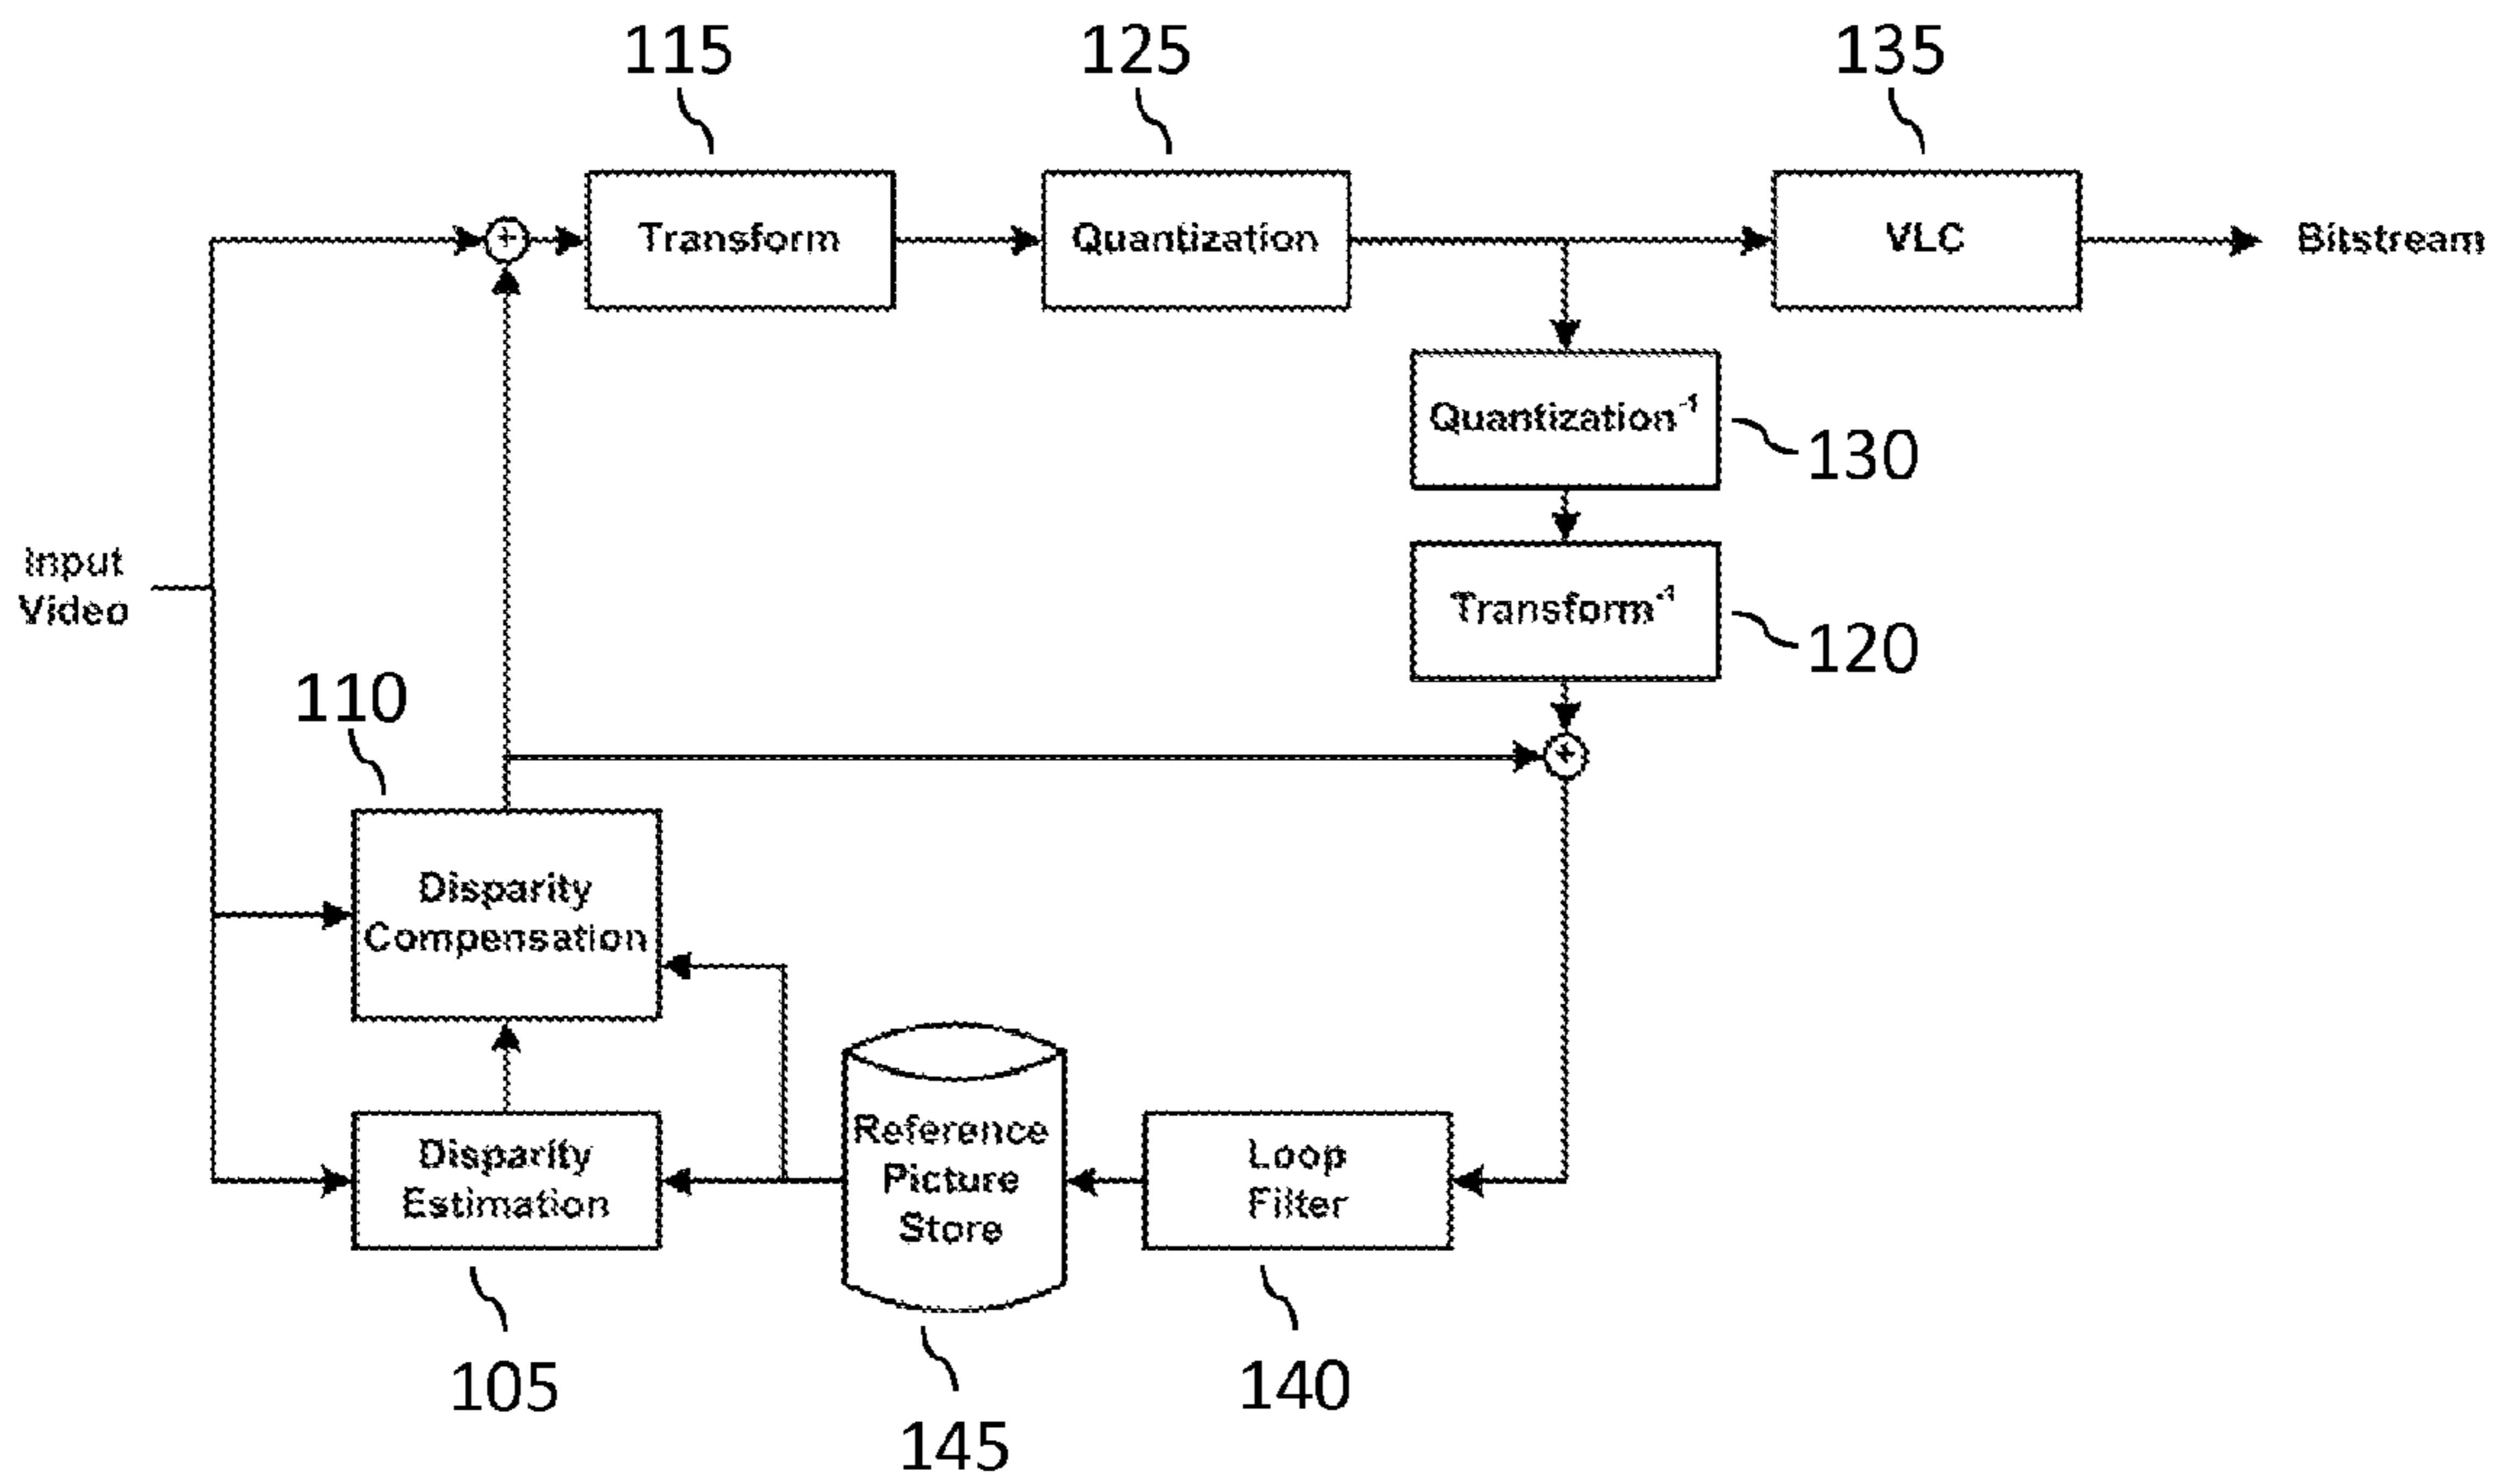 115
125
135
Transform
Quantization
VLC
Bitstream
Quantization⁻¹
130
Input
Video
Transform⁻¹
120
110
+
+
Disparity
Compensation
Disparity
Estimation
Reference
Picture
Store
Loop
Filter
105
145
140